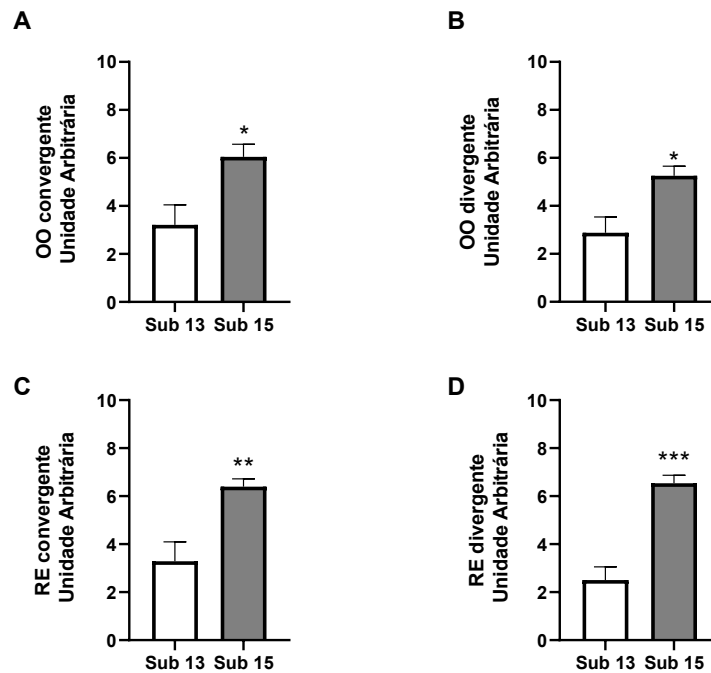 A
OO convergente
Unidade Arbitrária
10
8
6
4
2
0
*
Sub 13 Sub 15
B
OO divergente
Unidade Arbitrária
10
8
6
4
2
0
*
Sub 13 Sub 15
C
RE convergente
Unidade Arbitrária
10
8
6
4
2
0
**
Sub 13 Sub 15
D
RE divergente
Unidade Arbitrária
10
8
6
4
2
0
***
Sub 13 Sub 15